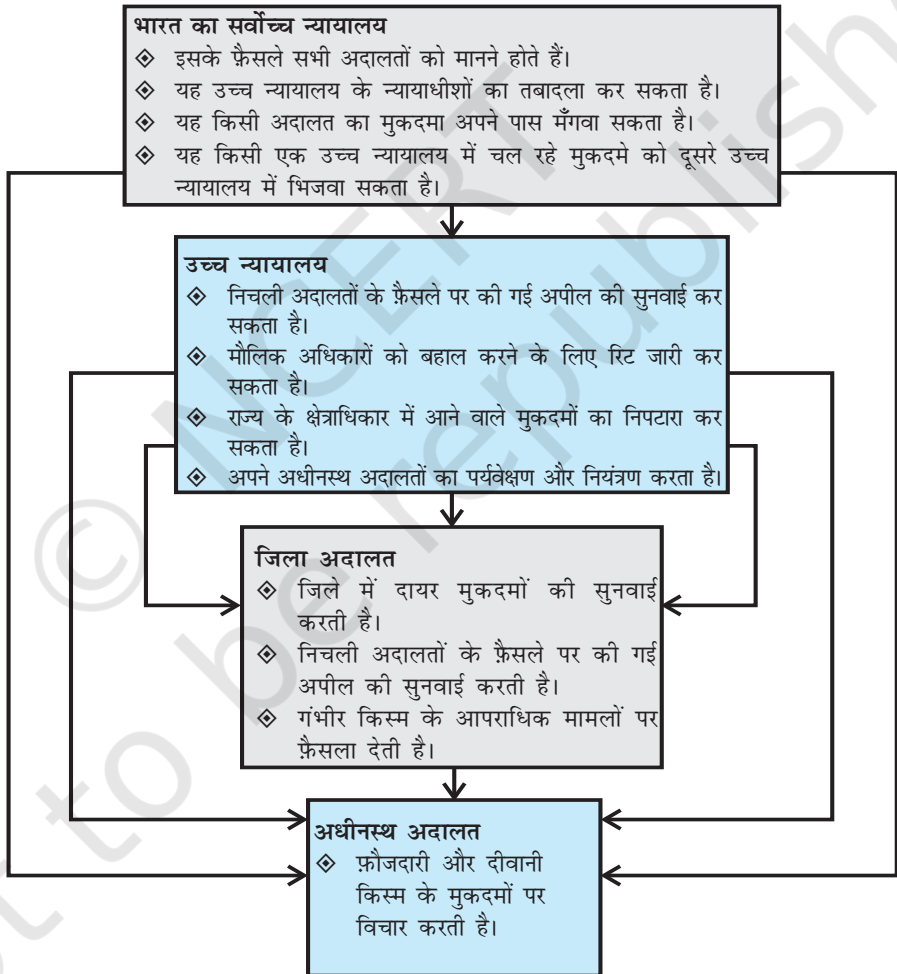 भारत का सर्वोच्च न्यायालय
◈ इसके फ़ैसले सभी अदालतों को मानने होते हैं।
◈ यह उच्च न्यायालय के न्यायाधीशों का तबादला कर सकता है।
◈ यह किसी अदालत का मुकदमा अपने पास मँगवा सकता है।
◈ यह किसी एक उच्च न्यायालय में चल रहे मुकदमे को दूसरे उच्च
न्यायालय में भिजवा सकता है।
उच्च न्यायालय
◈ निचली अदालतों के फ़ैसले पर की गई अपील की सुनवाई कर
सकता है।
◈ मौलिक अधिकारों को बहाल करने के लिए रिट जारी कर
सकता है।
◈ राज्य के क्षेत्राधिकार में आने वाले मुकदमों का निपटारा कर
सकता है।
◈ अपने अधीनस्थ अदालतों का पर्यवेक्षण और नियंत्रण करता है।
जिला अदालत
◈ जिले में दायर मुकदमों की सुनवाई
करती है।
◈ निचली अदालतों के फ़ैसले पर की गई
अपील की सुनवाई करती है।
◈ गंभीर किस्म के आपराधिक मामलों पर
फ़ैसला देती है।
अधीनस्थ अदालत
◈ फ़ौजदारी और दीवानी
किस्म के मुकदमों पर
विचार करती है।
© NCERT
not to be republishe